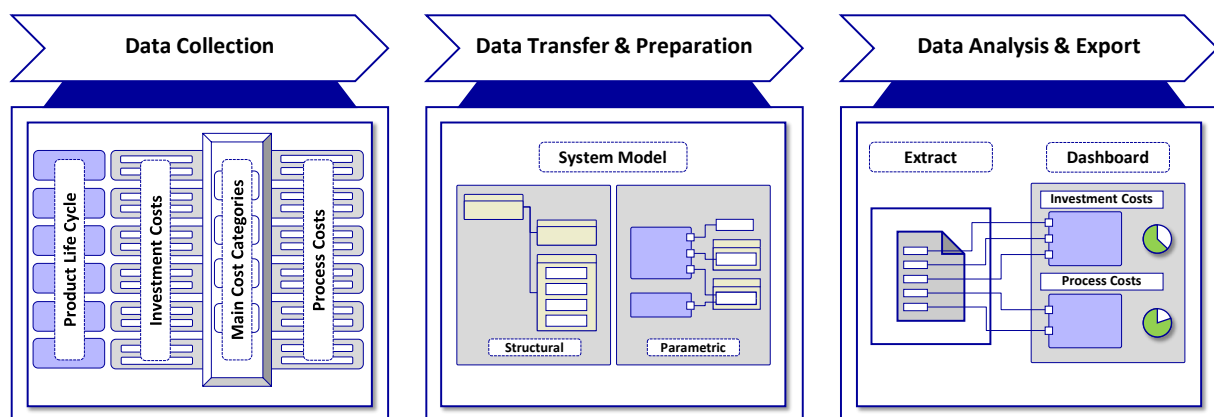 Data Collection
Data Transfer & Preparation
Data Analysis & Export
Product Life Cycle
Investment Costs
Main Cost Categories
Process Costs
System Model
Structural
Parametric
Extract
Dashboard
Investment Costs
Process Costs